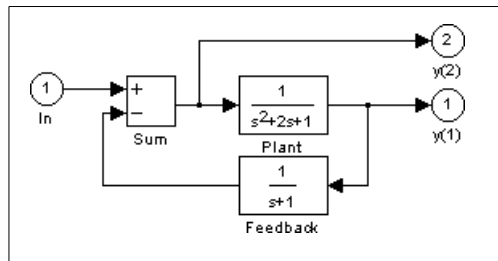 2
y(2)
1
In
+
−
Sum
1
s²+2s+1
Plant
1
y(1)
1
s+1
Feedback